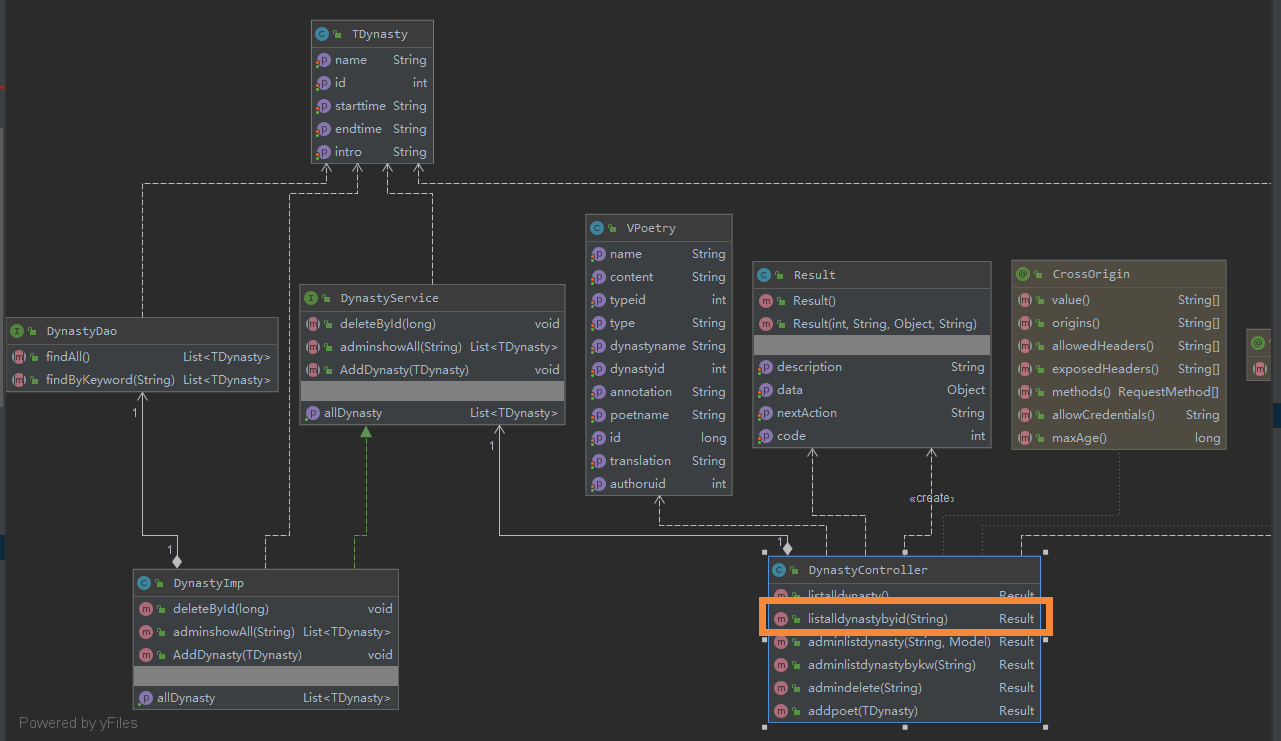 TDynasty
name String
id int
starttime String
endtime String
intro String
DynastyDao
findAll() List<TDynasty>
findByKeyword(String) List<TDynasty>
DynastyService
deleteById(long) void
adminshowAll(String) List<TDynasty>
AddDynasty(TDynasty) void
allDynasty List<TDynasty>
VPoetry
name String
content String
typeid int
type String
dynastyname String
dynastyid int
annotation String
poetname String
id long
translation String
authoruid int
Result
Result()
Result(int, String, Object, String)
description String
data Object
nextAction String
code int
CrossOrigin
value() String[]
origins() String[]
allowedHeaders() String[]
exposedHeaders() String[]
methods() RequestMethod[]
allowCredentials() String
maxAge() long
1
1
1
1
«create»
DynastyImp
deleteById(long) void
adminshowAll(String) List<TDynasty>
AddDynasty(TDynasty) void
allDynasty List<TDynasty>
DynastyController
listalldynasty() Result
listalldynastybyid(String) Result
adminlistdynasty(String, Model) Result
adminlistdynastybykw(String) Result
admindelete(String) Result
addpoet(TDynasty) Result
Powered by yFiles